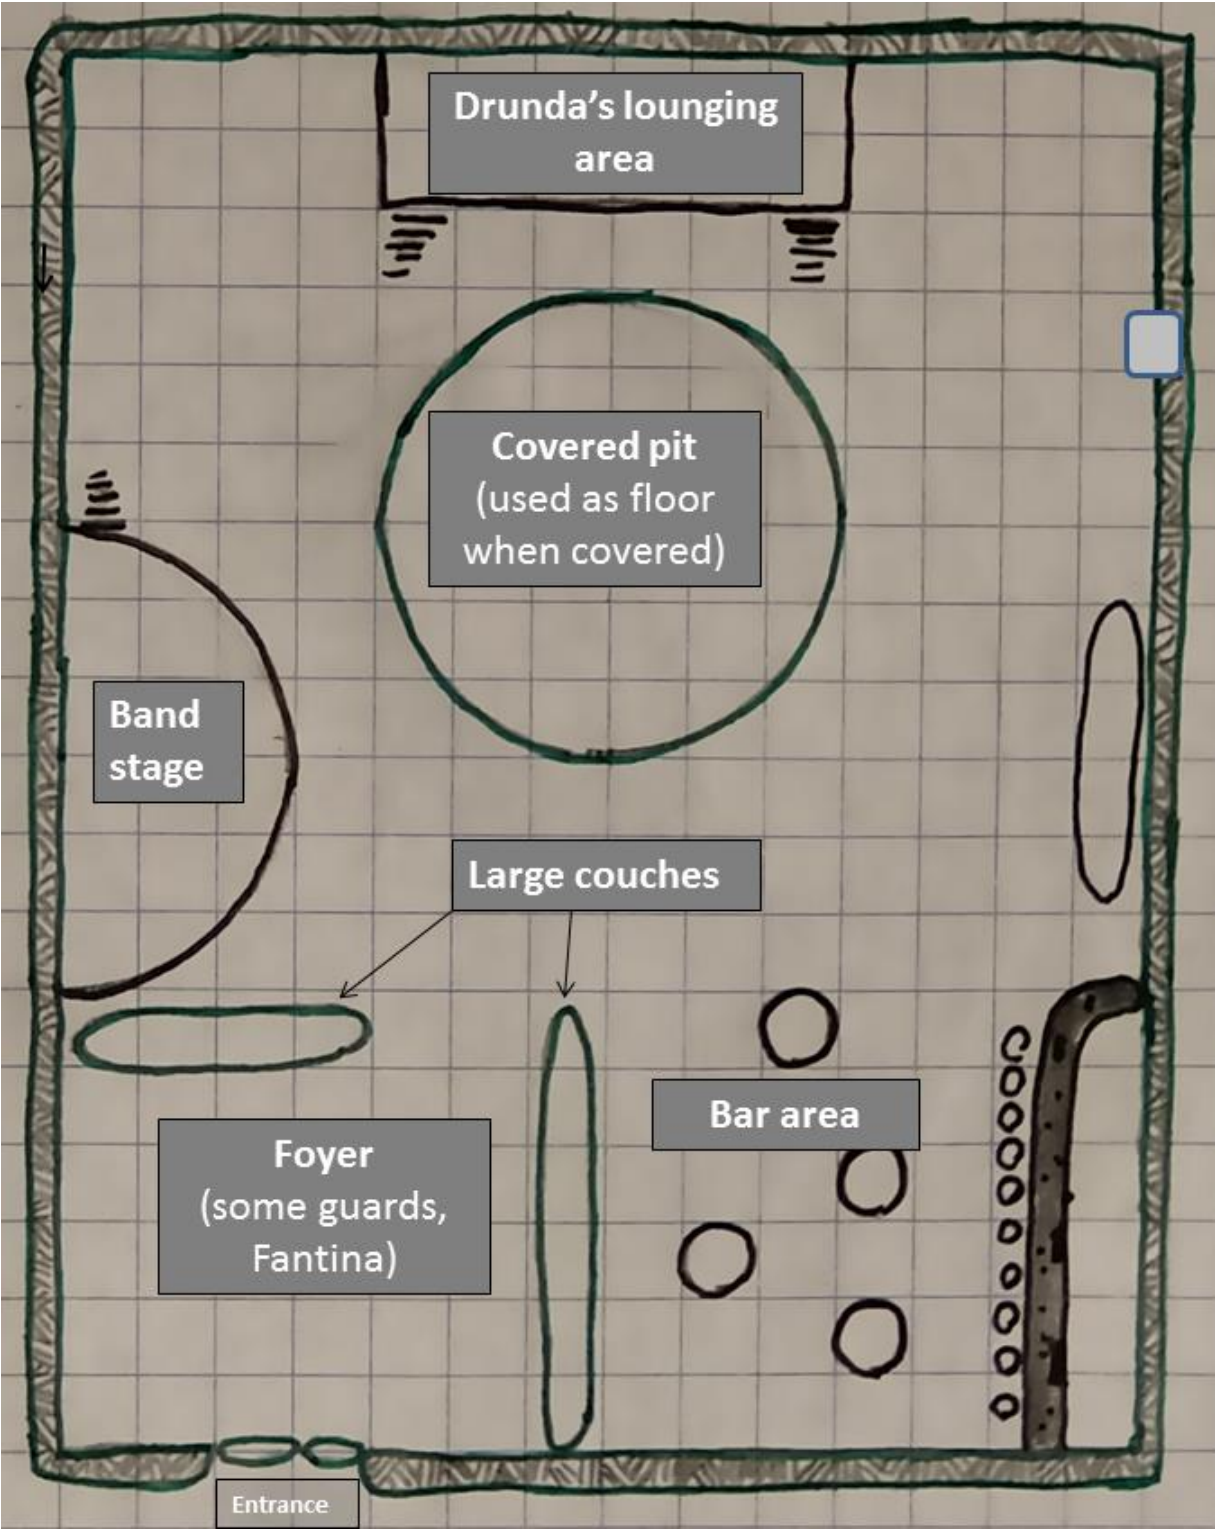 Drunda's lounging
area
Covered pit
(used as floor
when covered)
Band
stage
Large couches
Bar area
Foyer
(some guards,
Fantina)
Entrance